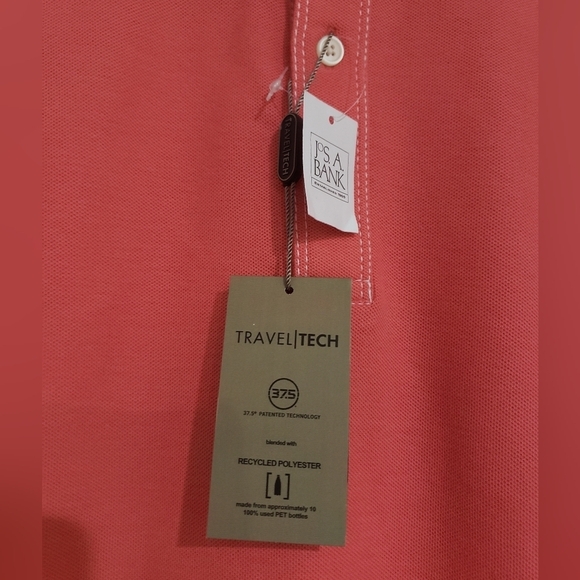 TRAVEL|TECH
JoS. A.
BANK
TRAVEL|TECH
37.5
37.5® PATENTED TECHNOLOGY
blended with
RECYCLED POLYESTER
made from approximately 16
100% used PET bottles